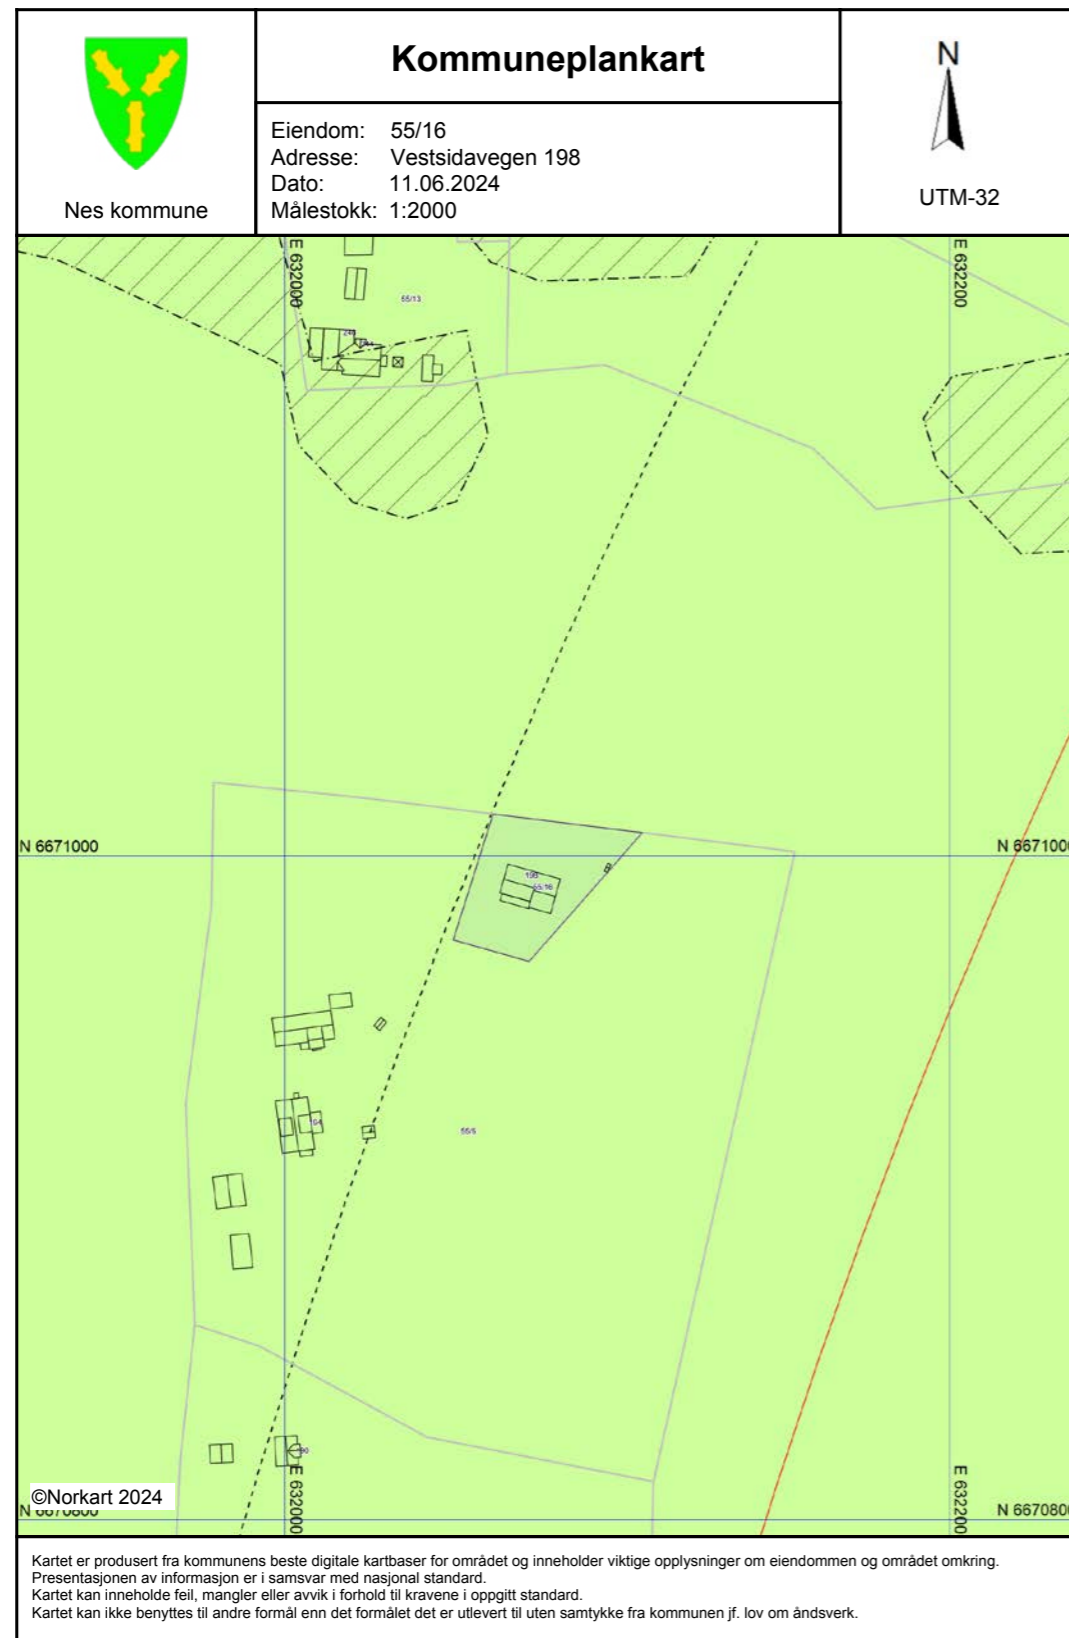 Kommuneplankart
Nes kommune
Eiendom: 55/16
Adresse: Vestsidavegen 198
Dato: 11.06.2024
Målestokk: 1:2000
N
UTM-32
E 632000
E 632200
55/13
N 6671000
N 6671000
198
55/16
55/5
E 632000
E 632200
©Norkart 2024
N 6670800
N 6670800
Kartet er produsert fra kommunens beste digitale kartbaser for området og inneholder viktige opplysninger om eiendommen og området omkring.
Presentasjonen av informasjon er i samsvar med nasjonal standard.
Kartet kan inneholde feil, mangler eller avvik i forhold til kravene i oppgitt standard.
Kartet kan ikke benyttes til andre formål enn det formålet det er utlevert til uten samtykke fra kommunen jf. lov om åndsverk.